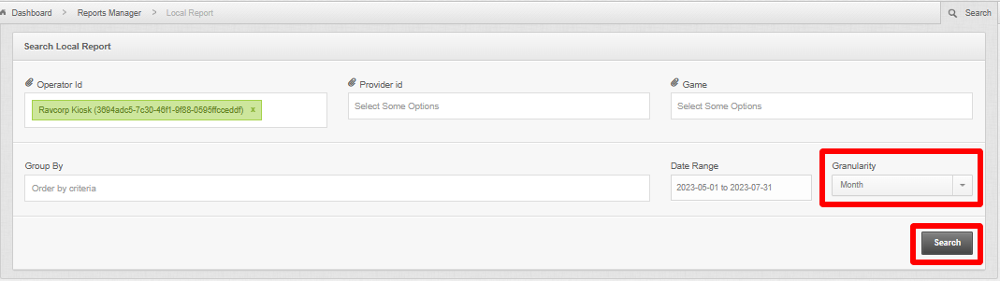 Dashboard > Reports Manager > Local Report
Search
Search Local Report
Operator Id
Provider id
Game
Ravcorp Kiosk (3694adc5-7c30-46f1-9f88-0595ffcceddf) x
Select Some Options
Select Some Options
Group By
Date Range
Granularity
Order by criteria
2023-05-01 to 2023-07-31
Month
Search